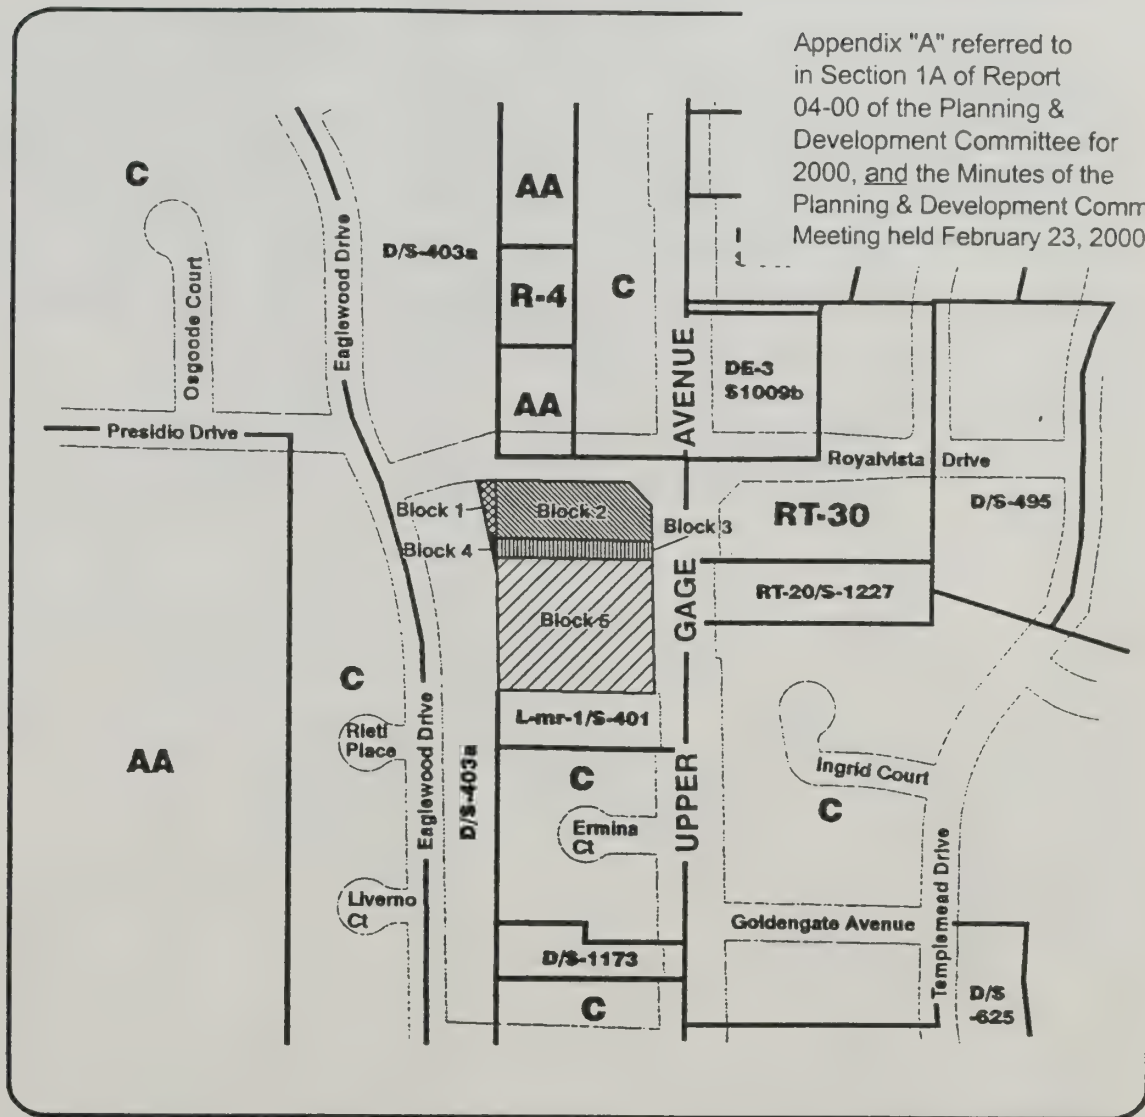 Appendix "A" referred to
in Section 1A of Report
04-00 of the Planning &
Development Committee for
2000, and the Minutes of the
Planning & Development Comm
Meeting held February 23, 2000
C
Osgoode Court
Eaglewood Drive
D/S-403a
AA
R-4
AA
C
AVENUE
DE-3
S1009b
Presidio Drive
Royalvista Drive
Block 1
Block 2
Block 3
RT-30
D/S-495
Block 4
GAGE
RT-20/S-1227
Block 5
C
L-mr-1/S-401
Rieti
Place
AA
Eaglewood Drive
D/S-403a
C
UPPER
Ingrid Court
C
Ermina
Ct
Liverno
Ct
Goldengate Avenue
Templemead Drive
D/S-1173
C
D/S
-625